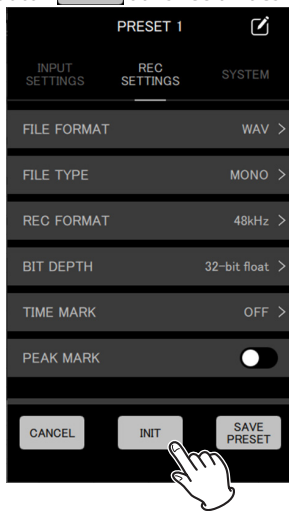 PRESET 1
INPUT
SETTINGS
REC
SETTINGS
SYSTEM
FILE FORMAT WAV >
FILE TYPE MONO >
REC FORMAT 48kHz >
BIT DEPTH 32-bit float >
TIME MARK OFF >
PEAK MARK
CANCEL
INIT
SAVE
PRESET